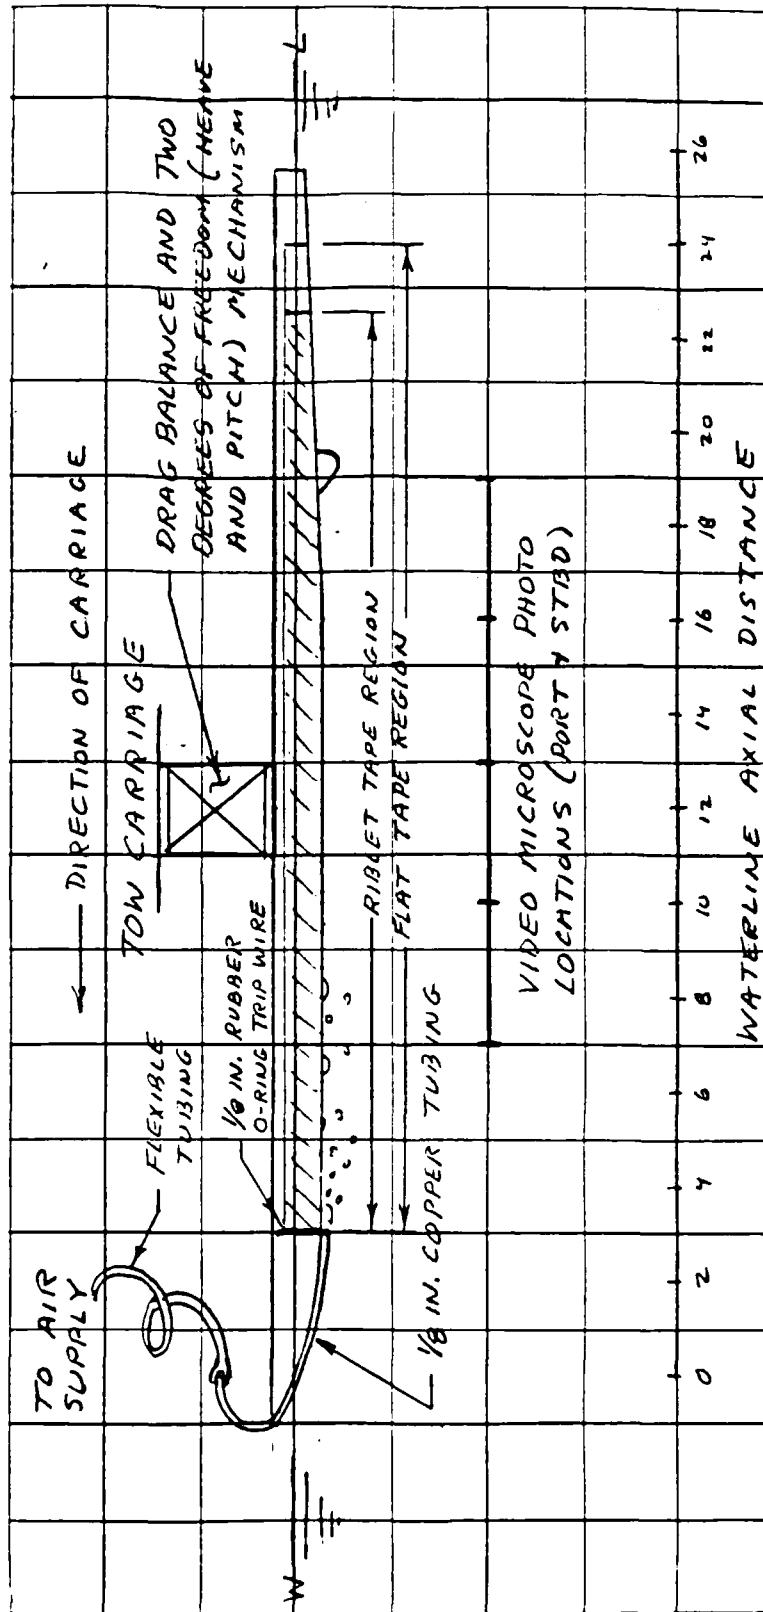 TO AIR
SUPPLY
FLEXIBLE
TUBING
← DIRECTION OF CARRIAGE
TOW CARRIAGE
DRAG BALANCE AND TWO
DEGREES OF FREEDOM (HEAVE
AND PITCH) MECHANISM
1/8 IN. RUBBER
O-RING TRIP WIRE
W
L
RIBLET TAPE REGION
FLAT TAPE REGION
1/8 IN. COPPER TUBING
VIDEO MICROSCOPE PHOTO
LOCATIONS (PORT & STBD)
0 2 4 6 8 10 12 14 16 18 20 22 24 26
WATERLINE AXIAL DISTANCE